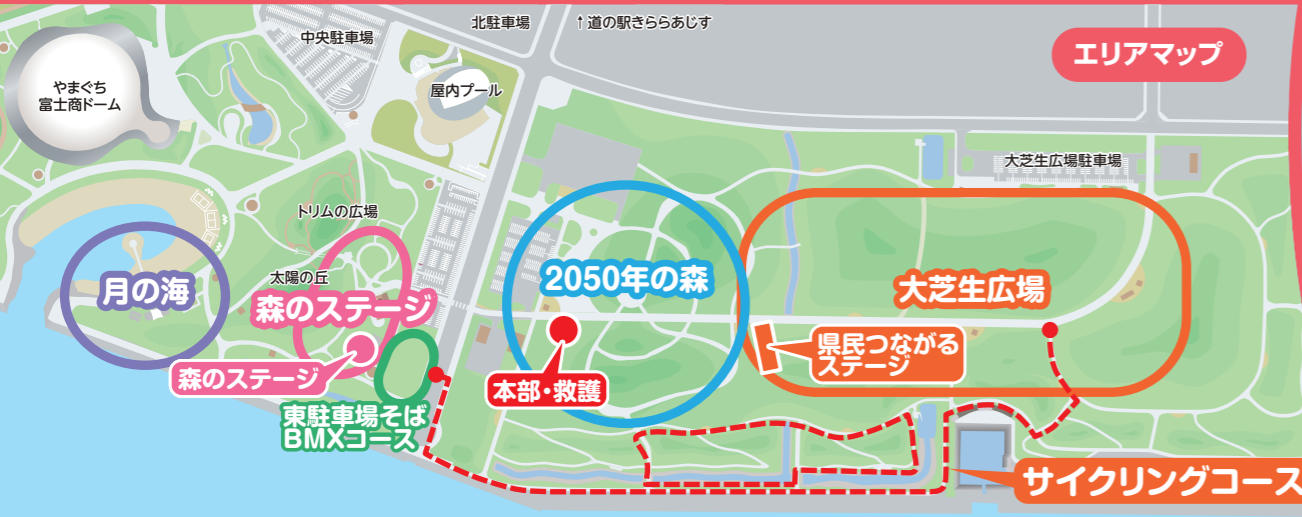 北駐車場
↑道の駅きららあじす
中央駐車場
エリアマップ
やまぐち
富士商ドーム
屋内プール
大芝生広場駐車場
トリムの広場
太陽の丘
月の海
森のステージ
2050年の森
大芝生広場
県民つながる
ステージ
森のステージ
本部・救護
東駐車場そば
BMXコース
サイクリングコース